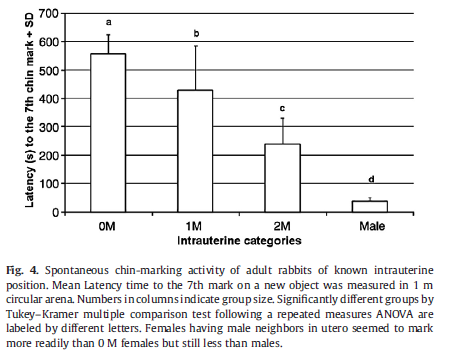 Latency (s) to the 7th chin mark + SD
700
600
500
400
300
200
100
0
a
b
c
d
0M
1M
2M
Male
Intrauterine categories
Fig. 4. Spontaneous chin-marking activity of adult rabbits of known intrauterine
position. Mean Latency time to the 7th mark on a new object was measured in 1 m
circular arena. Numbers in columns indicate group size. Significantly different groups by
Tukey–Kramer multiple comparison test following a repeated measures ANOVA are
labeled by different letters. Females having male neighbors in utero seemed to mark
more readily than 0 M females but still less than males.